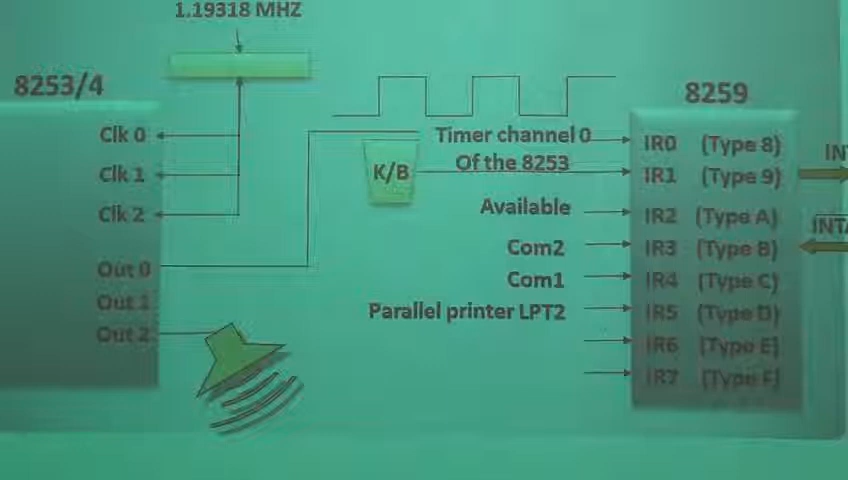 1.19318 MHZ
8253/4
Clk 0
Clk 1
Clk 2
Out 0
Out 1
Out 2
K/B
Timer channel 0
Of the 8253
Available
Com2
Com1
Parallel printer LPT2
8259
IR0 (Type 8)
IR1 (Type 9)
IR2 (Type A)
IR3 (Type B)
IR4 (Type C)
IR5 (Type D)
IR6 (Type E)
IR7 (Type F)
INT
INTA